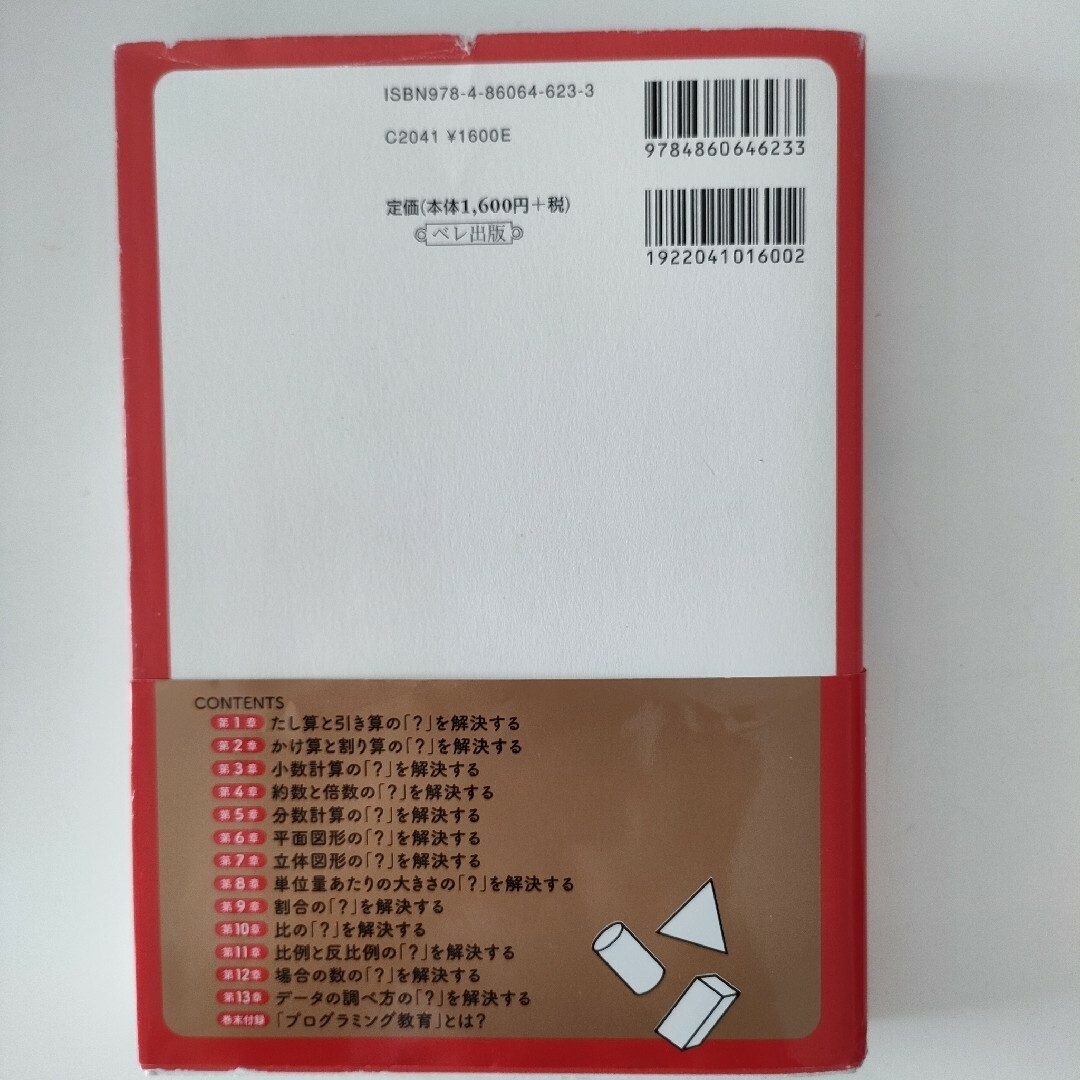 ISBN978-4-86064-623-3
C2041 ¥1600E
9784860646233
定価(本体1,600円+税)
ベレ出版
1922041016002
CONTENTS
第1章 たし算と引き算の「?」を解決する
第2章 かけ算と割り算の「?」を解決する
第3章 小数計算の「?」を解決する
第4章 約数と倍数の「?」を解決する
第5章 分数計算の「?」を解決する
第6章 平面図形の「?」を解決する
第7章 立体図形の「?」を解決する
第8章 単位量あたりの大きさの「?」を解決する
第9章 割合の「?」を解決する
第10章 比の「?」を解決する
第11章 比例と反比例の「?」を解決する
第12章 場合の数の「?」を解決する
第13章 データの調べ方の「?」を解決する
巻末付録 「プログラミング教育」とは?